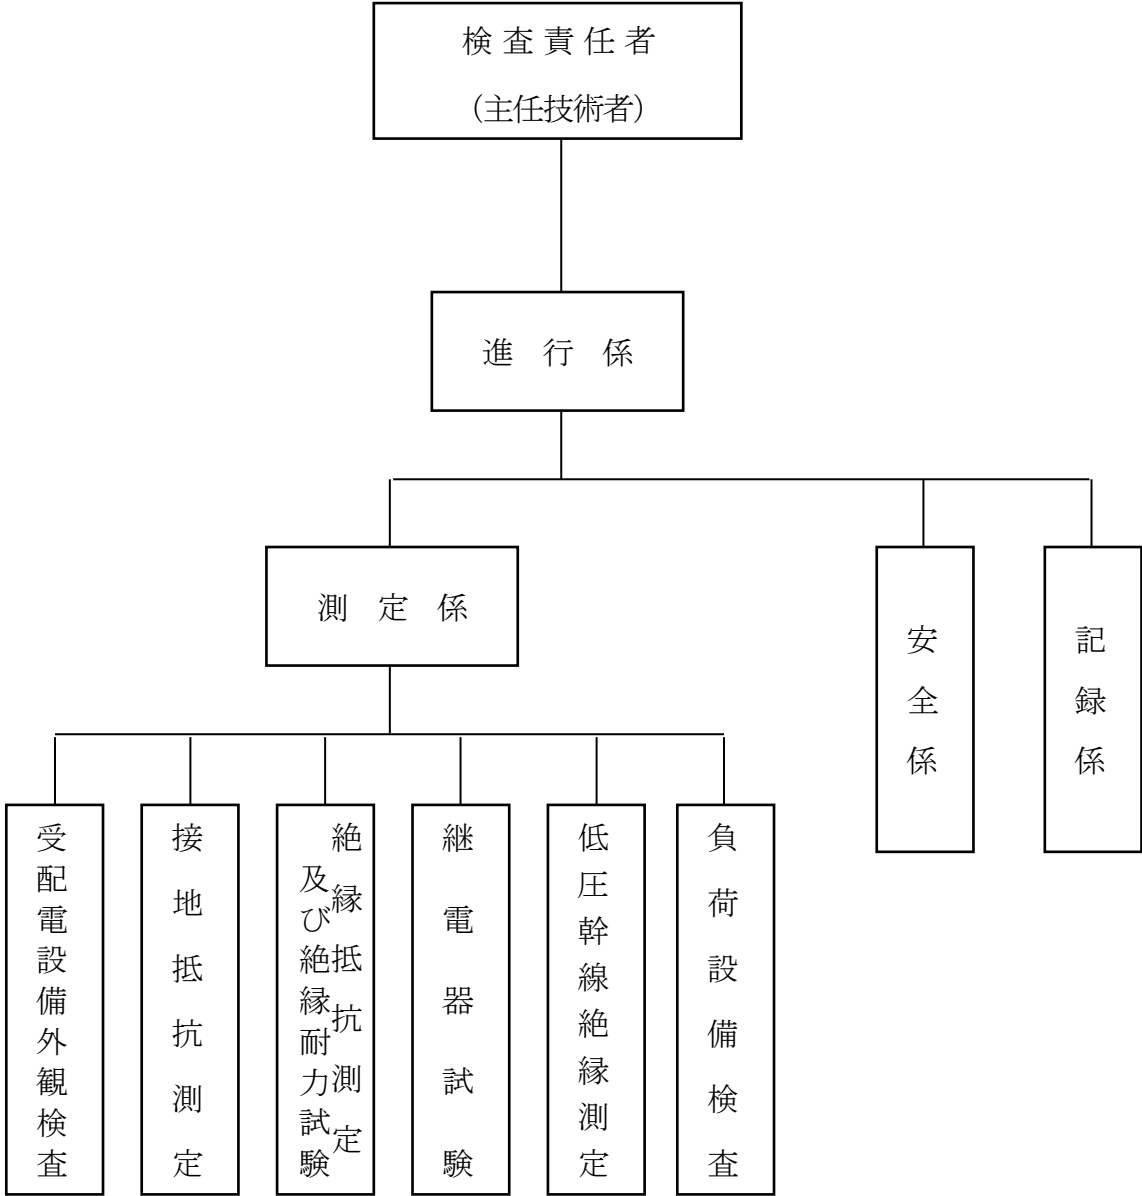 検査責任者
(主任技術者)
進行係
測定係
安全係
記録係
受配電設備外観検査
接地抵抗測定
絶縁抵抗測定
及び絶縁耐力試験
継電器試験
低圧幹線絶縁測定
負荷設備検査